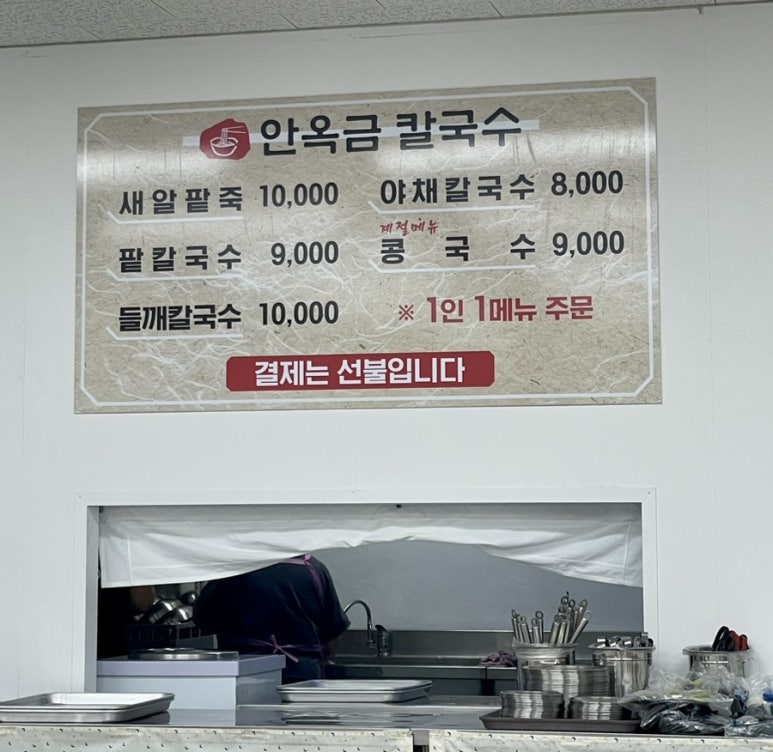 안옥금 칼국수
새알팥죽 10,000
야채칼국수 8,000
팥칼국수 9,000
계절메뉴
콩국수 9,000
들깨칼국수 10,000
※ 1인 1메뉴 주문
결제는 선불입니다